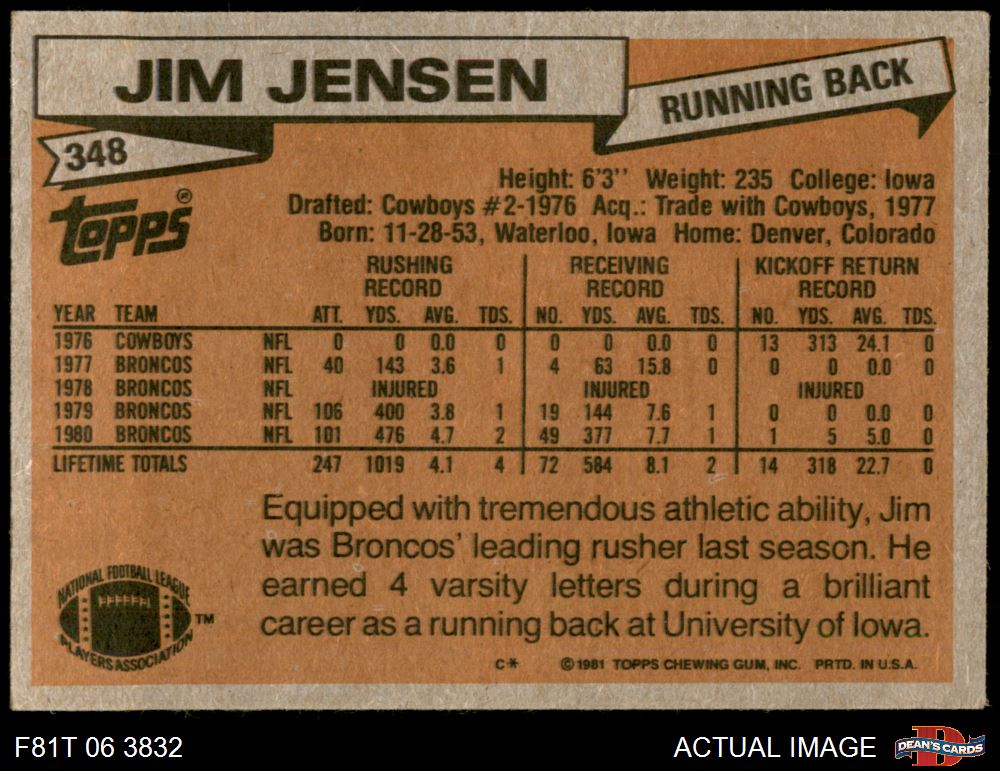 JIM JENSEN
RUNNING BACK
348
Topps®
Height: 6'3'' Weight: 235 College: Iowa
Drafted: Cowboys #2-1976 Acq.: Trade with Cowboys, 1977
Born: 11-28-53, Waterloo, Iowa Home: Denver, Colorado
RUSHING RECEIVING KICKOFF RETURN
RECORD RECORD RECORD
YEAR TEAM ATT. YDS. AVG. TDS. NO. YDS. AVG. TDS. NO. YDS. AVG. TDS.
1976 COWBOYS NFL 0 0 0.0 0 0 0 0.0 0 13 313 24.1 0
1977 BRONCOS NFL 40 143 3.6 1 4 63 15.8 0 0 0 0.0 0
1978 BRONCOS NFL INJURED INJURED INJURED
1979 BRONCOS NFL 106 400 3.8 1 19 144 7.6 1 0 0 0.0 0
1980 BRONCOS NFL 101 476 4.7 2 49 377 7.7 1 1 5 5.0 0
LIFETIME TOTALS 247 1019 4.1 4 72 584 8.1 2 14 318 22.7 0
Equipped with tremendous athletic ability, Jim
was Broncos' leading rusher last season. He
earned 4 varsity letters during a brilliant
career as a running back at University of Iowa.
NATIONAL FOOTBALL LEAGUE
PLAYERS ASSOCIATION
TM
C* ©1981 TOPPS CHEWING GUM, INC. PRTD. IN U.S.A.
F81T 06 3832
ACTUAL IMAGE
D
DEAN'S CARDS